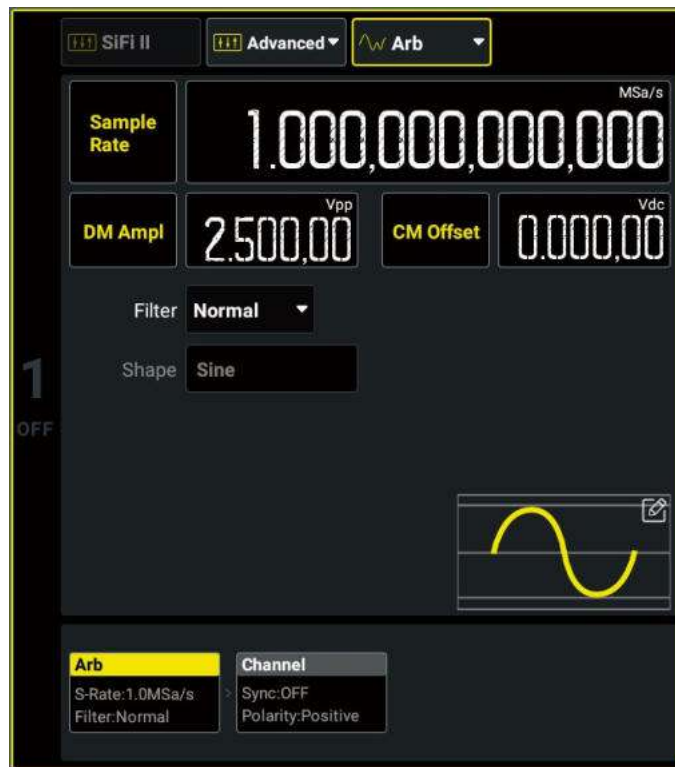 SiFi II Advanced Arb
Sample Rate
MSa/s
1.000,000,000,000
DM Ampl
Vpp
2.500,00
CM Offset
Vdc
0.000,00
Filter Normal
Shape Sine
1
OFF
Arb
S-Rate:1.0MSa/s
Filter:Normal
>
Channel
Sync:OFF
Polarity:Positive